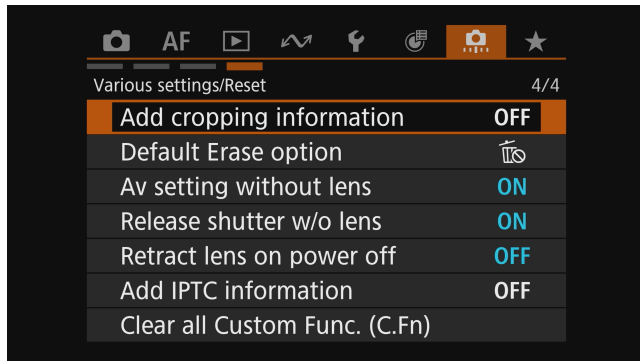 AF
Various settings/Reset 4/4
Add cropping information OFF
Default Erase option
Av setting without lens ON
Release shutter w/o lens ON
Retract lens on power off OFF
Add IPTC information OFF
Clear all Custom Func. (C.Fn)